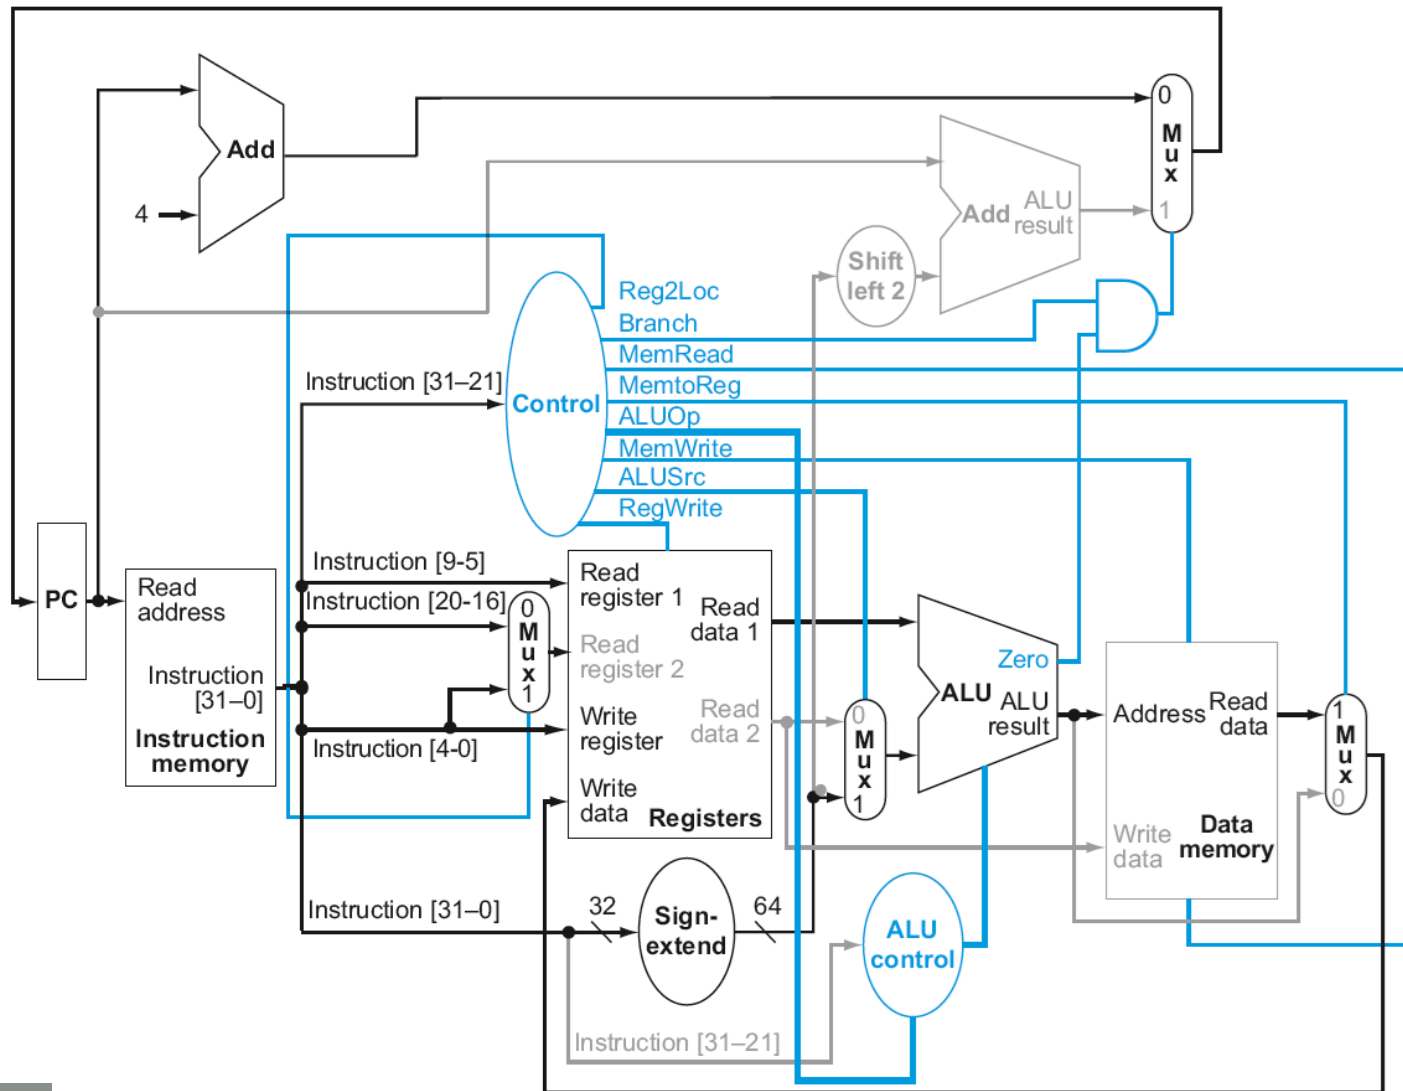 0
M
u
x
1
Add
4
ALU
Add
result
Shift
left 2
Reg2Loc
Branch
MemRead
MemtoReg
ALUOp
MemWrite
ALUSrc
RegWrite
Instruction [31–21]
Control
PC
Read
address
Instruction
[31–0]
Instruction
memory
Instruction [9-5]
Instruction [20-16]
0
M
u
x
1
Instruction [4-0]
Read
register 1
Read
register 2
Write
register
Write
data
Read
data 1
Read
data 2
Registers
0
M
u
x
1
Zero
ALU
ALU
result
Address
Read
data
Write
data
Data
memory
1
M
u
x
0
Instruction [31–0]
32
Sign-
extend
64
ALU
control
Instruction [31–21]